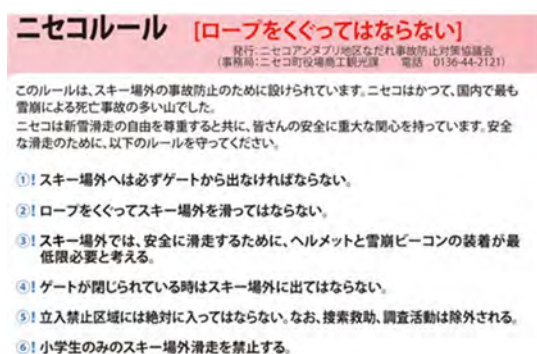 ニセコルール [ロープをくぐってはならない]
発行:ニセコアンヌプリ地区なだれ事故防止対策協議会
(事務局:ニセコ町役場商工観光課 電話 0136-44-2121)
このルールは、スキー場外の事故防止のために設けられています。ニセコはかつて、国内で最も
雪崩による死亡事故の多い山でした。
ニセコは新雪滑走の自由を尊重すると共に、皆さんの安全に重大な関心を持っています。安全
な滑走のために、以下のルールを守ってください。
①! スキー場外へは必ずゲートから出なければならない。
②! ロープをくぐってスキー場外を滑ってはならない。
③! スキー場外では、安全に滑走するために、ヘルメットと雪崩ビーコンの装着が最
低限必要と考える。
④! ゲートが閉じられている時はスキー場外に出てはならない。
⑤! 立入禁止区域には絶対に入ってはならない。なお、捜索救助、調査活動は除外される。
⑥! 小学生のみのスキー場外滑走を禁止する。